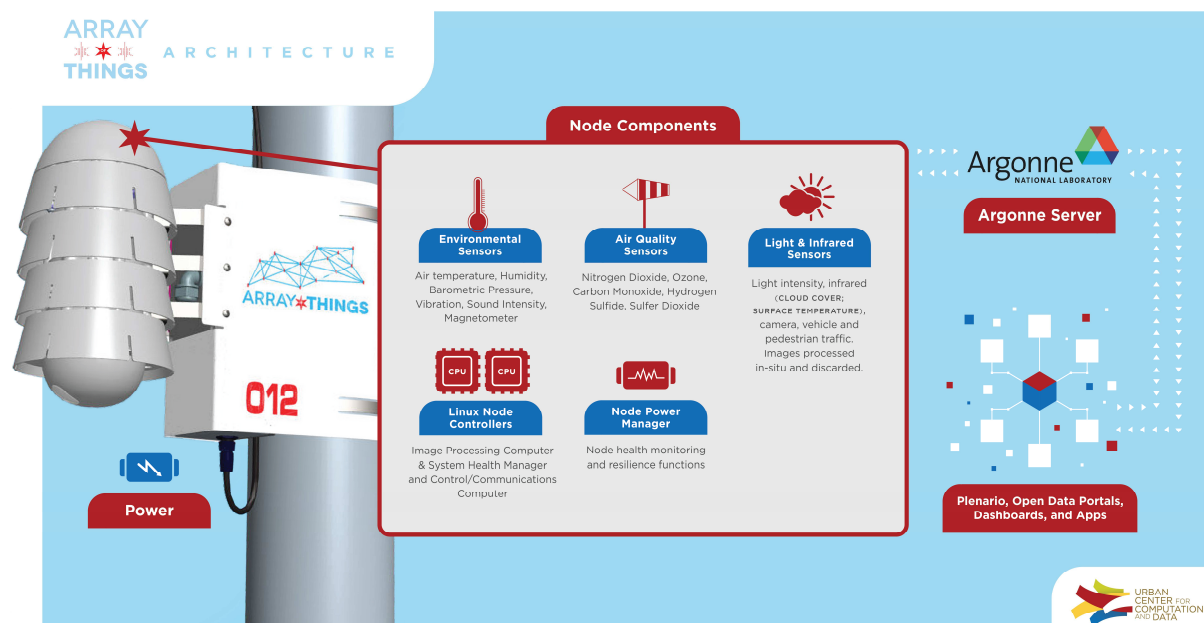 ARRAY
OF
THINGS
ARCHITECTURE
Node Components
Environmental
Sensors
Air temperature, Humidity,
Barometric Pressure,
Vibration, Sound Intensity,
Magnetometer
Air Quality
Sensors
Nitrogen Dioxide, Ozone,
Carbon Monoxide, Hydrogen
Sulfide, Sulfer Dioxide
Light & Infrared
Sensors
Light intensity, infrared
(CLOUD COVER;
SURFACE TEMPERATURE),
camera, vehicle and
pedestrian traffic.
Images processed
in-situ and discarded.
CPU
CPU
Linux Node
Controllers
Image Processing Computer
& System Health Manager
and Control/Communications
Computer
Node Power
Manager
Node health monitoring
and resilience functions
ARRAY THINGS
012
Power
Argonne
NATIONAL LABORATORY
Argonne Server
Plenario, Open Data Portals,
Dashboards, and Apps
URBAN
CENTER FOR
COMPUTATION
AND DATA